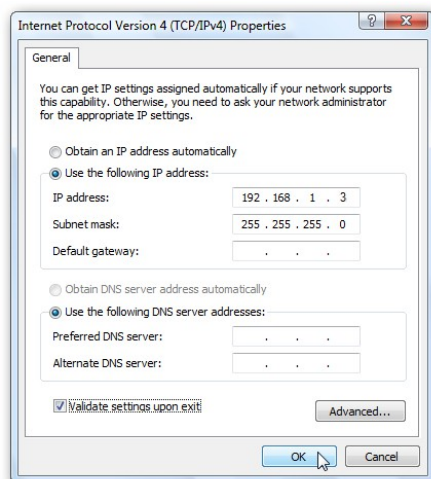 Internet Protocol Version 4 (TCP/IPv4) Properties
General
You can get IP settings assigned automatically if your network supports
this capability. Otherwise, you need to ask your network administrator
for the appropriate IP settings.
Obtain an IP address automatically
Use the following IP address:
IP address: 192 . 168 . 1 . 3
Subnet mask: 255 . 255 . 255 . 0
Default gateway: . . .
Obtain DNS server address automatically
Use the following DNS server addresses:
Preferred DNS server: . . .
Alternate DNS server: . . .
Validate settings upon exit
Advanced...
OK Cancel